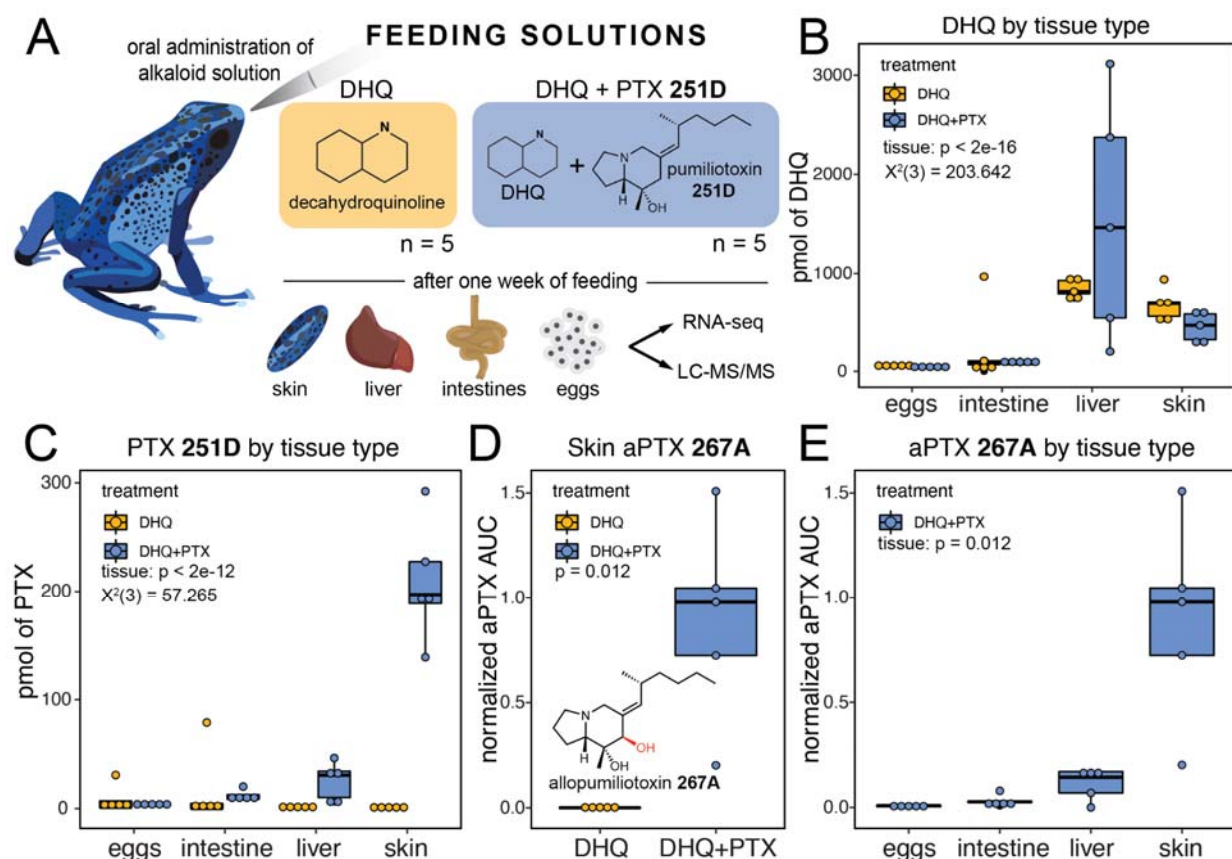 A
oral administration of
alkaloid solution
FEEDING SOLUTIONS
DHQ
N
decahydroquinoline
n = 5
DHQ + PTX 251D
N
DHQ
+
N
H
OH
pumiliotoxin
251D
n = 5
after one week of feeding
skin
liver
intestines
eggs
RNA-seq
LC-MS/MS
B
DHQ by tissue type
treatment
DHQ
DHQ+PTX
tissue: p < 2e-16
X²(3) = 203.642
pmol of DHQ
3000
2000
1000
0
eggs
intestine
liver
skin
C
PTX 251D by tissue type
treatment
DHQ
DHQ+PTX
tissue: p < 2e-12
X²(3) = 57.265
pmol of PTX
300
200
100
0
eggs
intestine
liver
skin
D
Skin aPTX 267A
treatment
DHQ
DHQ+PTX
p = 0.012
normalized aPTX AUC
1.5
1.0
0.5
0.0
N
OH
H
OH
allopumiliotoxin 267A
DHQ
DHQ+PTX
E
aPTX 267A by tissue type
treatment
DHQ+PTX
tissue: p = 0.012
normalized aPTX AUC
1.5
1.0
0.5
0.0
eggs
intestine
liver
skin